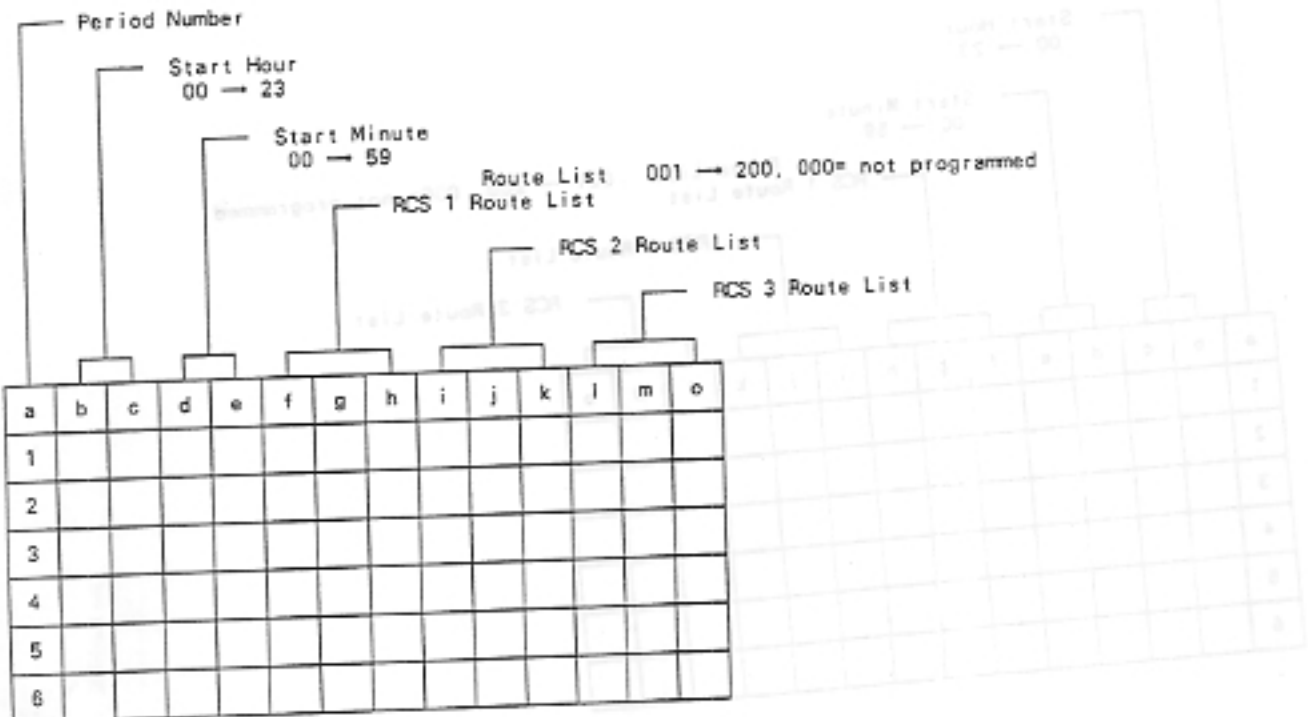 Period Number
Start Hour
00 → 23
Start Minute
00 → 59
Route List 001 → 200, 000= not programmed
RCS 1 Route List
RCS 2 Route List
RCS 3 Route List
a b c d e f g h i j k l m o
1
2
3
4
5
6